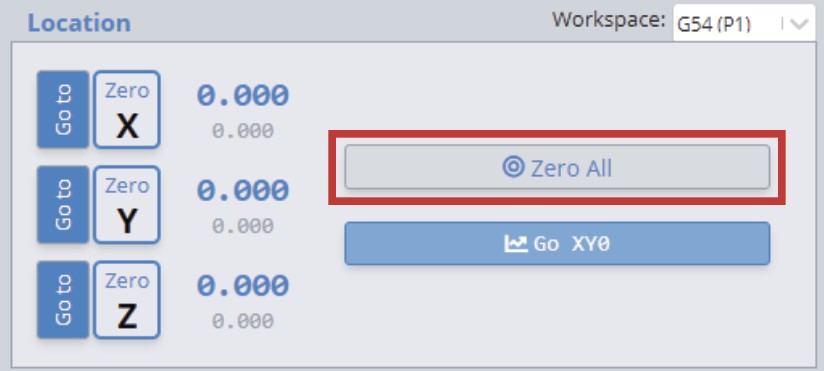 Location
Workspace: G54 (P1)
Go to
Zero
X
0.000
0.000
Go to
Zero
Y
0.000
0.000
Go to
Zero
Z
0.000
0.000
Zero All
Go XY0